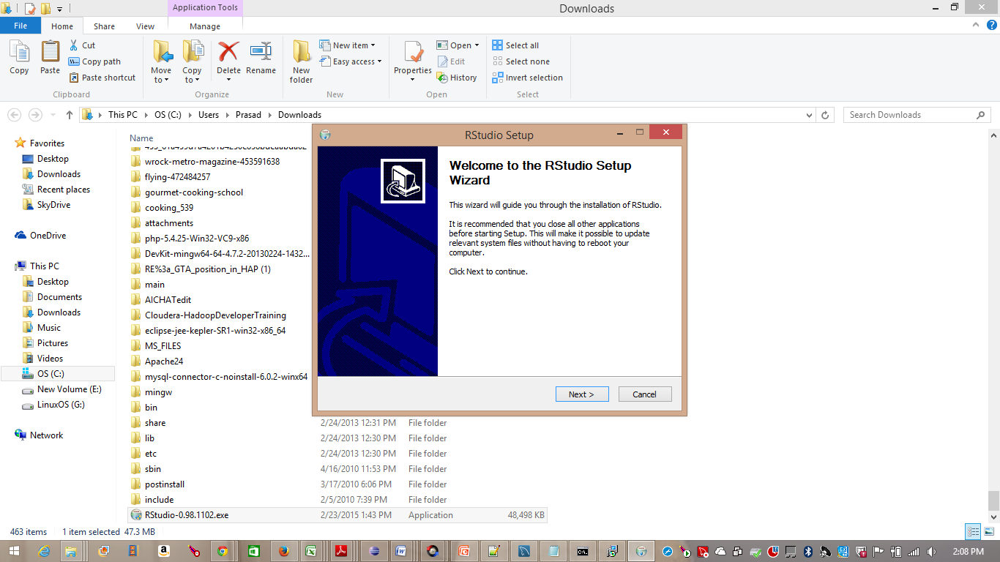 Application Tools
Downloads
File
Home
Share
View
Manage
Copy
Paste
Cut
Copy path
Paste shortcut
Move to
Copy to
Delete
Rename
New folder
New item
Easy access
Properties
Open
Edit
History
Select all
Select none
Invert selection
Clipboard
Organize
New
Open
Select
This PC
OS (C:)
Users
Prasad
Downloads
Search Downloads
Favorites
Desktop
Downloads
Recent places
SkyDrive
OneDrive
This PC
Desktop
Documents
Downloads
Music
Pictures
Videos
OS (C:)
New Volume (E:)
LinuxOS (G:)
Network
Name
wrock-metro-magazine-453591638
flying-472484257
gourmet-cooking-school
cooking_539
attachments
php-5.4.25-Win32-VC9-x86
DevKit-mingw64-64-4.7.2-20130224-1432...
RE%3a_GTA_position_in_HAP (1)
main
AICHATedit
Cloudera-HadoopDeveloperTraining
eclipse-jee-kepler-SR1-win32-x86_64
MS_FILES
Apache24
mysql-connector-c-noinstall-6.0.2-winx64
mingw
bin
share 2/24/2013 12:31 PM File folder
lib 2/24/2013 12:30 PM File folder
etc 2/24/2013 12:30 PM File folder
sbin 4/16/2010 11:53 PM File folder
postinstall 3/17/2010 6:06 PM File folder
include 2/5/2010 7:39 PM File folder
RStudio-0.98.1102.exe 2/23/2015 1:43 PM Application 48,498 KB
RStudio Setup
Welcome to the RStudio Setup
Wizard
This wizard will guide you through the installation of RStudio.
It is recommended that you close all other applications
before starting Setup. This will make it possible to update
relevant system files without having to reboot your
computer.
Click Next to continue.
Next >
Cancel
463 items
1 item selected 47.3 MB
2:08 PM